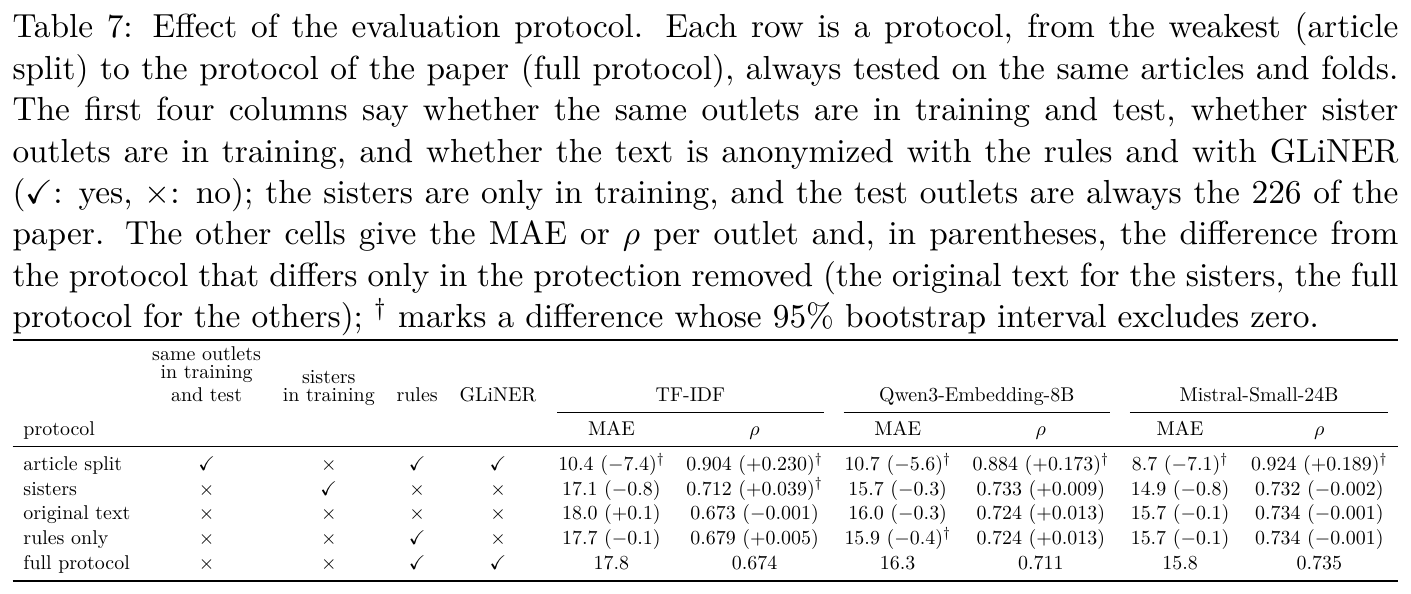 Table 7: Effect of the evaluation protocol. Each row is a protocol, from the weakest (article
split) to the protocol of the paper (full protocol), always tested on the same articles and folds.
The first four columns say whether the same outlets are in training and test, whether sister
outlets are in training, and whether the text is anonymized with the rules and with GLiNER
(✓: yes, ×: no); the sisters are only in training, and the test outlets are always the 226 of the
paper. The other cells give the MAE or ρ per outlet and, in parentheses, the difference from
the protocol that differs only in the protection removed (the original text for the sisters, the full
protocol for the others); † marks a difference whose 95% bootstrap interval excludes zero.
same outlets
in training sisters
and test in training rules GLiNER TF-IDF Qwen3-Embedding-8B Mistral-Small-24B
protocol MAE ρ MAE ρ MAE ρ
article split ✓ × ✓ ✓ 10.4 (−7.4)† 0.904 (+0.230)† 10.7 (−5.6)† 0.884 (+0.173)† 8.7 (−7.1)† 0.924 (+0.189)†
sisters × ✓ × × 17.1 (−0.8) 0.712 (+0.039)† 15.7 (−0.3) 0.733 (+0.009) 14.9 (−0.8) 0.732 (−0.002)
original text × × × × 18.0 (+0.1) 0.673 (−0.001) 16.0 (−0.3) 0.724 (+0.013) 15.7 (−0.1) 0.734 (−0.001)
rules only × × ✓ × 17.7 (−0.1) 0.679 (+0.005) 15.9 (−0.4)† 0.724 (+0.013) 15.7 (−0.1) 0.734 (−0.001)
full protocol × × ✓ ✓ 17.8 0.674 16.3 0.711 15.8 0.735